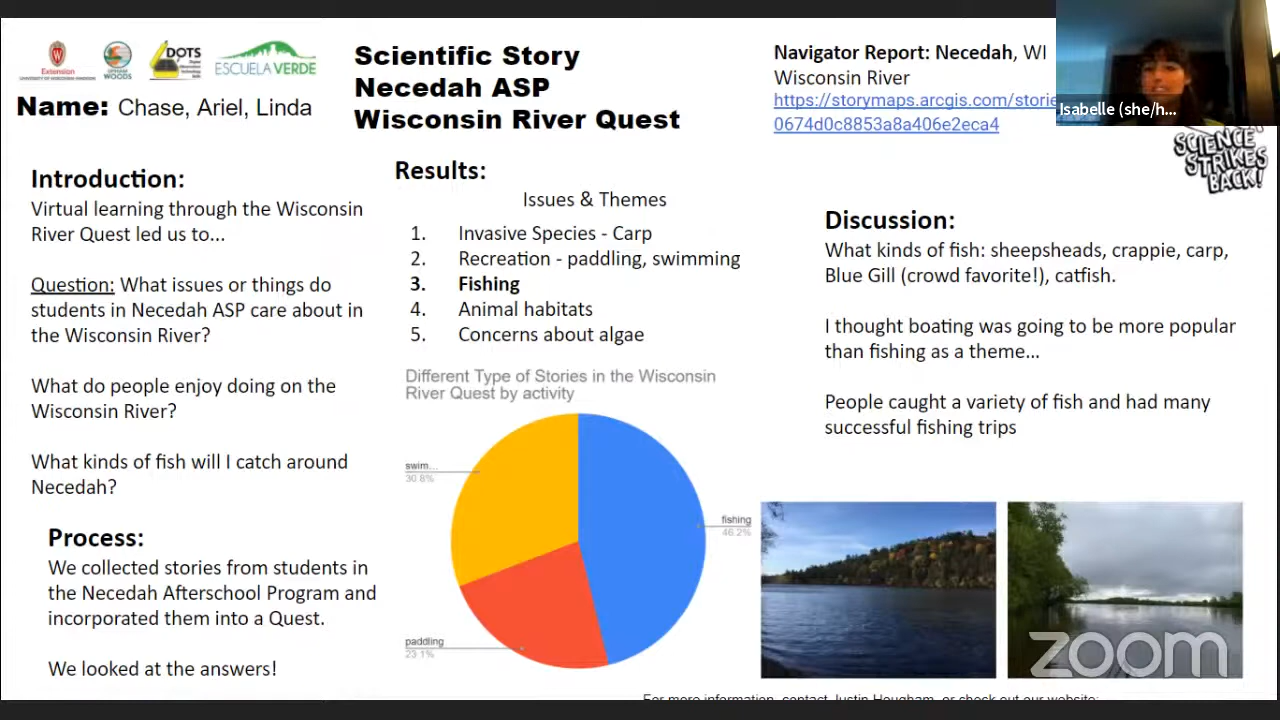 Extension
UNIVERSITY OF WISCONSIN-MADISON
UPHAM
WOODS
DOTS
ESCUELA VERDE
Name: Chase, Ariel, Linda
Scientific Story
Necedah ASP
Wisconsin River Quest
Navigator Report: Necedah, WI
Wisconsin River
https://storymaps.arcgis.com/storie
0674d0c8853a8a406e2eca4
Isabelle (she/h...
SCIENCE
STRIKES
BACK!
Introduction:
Virtual learning through the Wisconsin
River Quest led us to...
Question: What issues or things do
students in Necedah ASP care about in
the Wisconsin River?
What do people enjoy doing on the
Wisconsin River?
What kinds of fish will I catch around
Necedah?
Process:
We collected stories from students in
the Necedah Afterschool Program and
incorporated them into a Quest.
We looked at the answers!
Results:
Issues & Themes
1. Invasive Species - Carp
2. Recreation - paddling, swimming
3. Fishing
4. Animal habitats
5. Concerns about algae
Different Type of Stories in the Wisconsin
River Quest by activity
swim...
30.8%
fishing
46.2%
paddling
23.1%
Discussion:
What kinds of fish: sheepsheads, crappie, carp,
Blue Gill (crowd favorite!), catfish.
I thought boating was going to be more popular
than fishing as a theme...
People caught a variety of fish and had many
successful fishing trips
zoom
For more information, contact Justin Hougham, or check out our website: